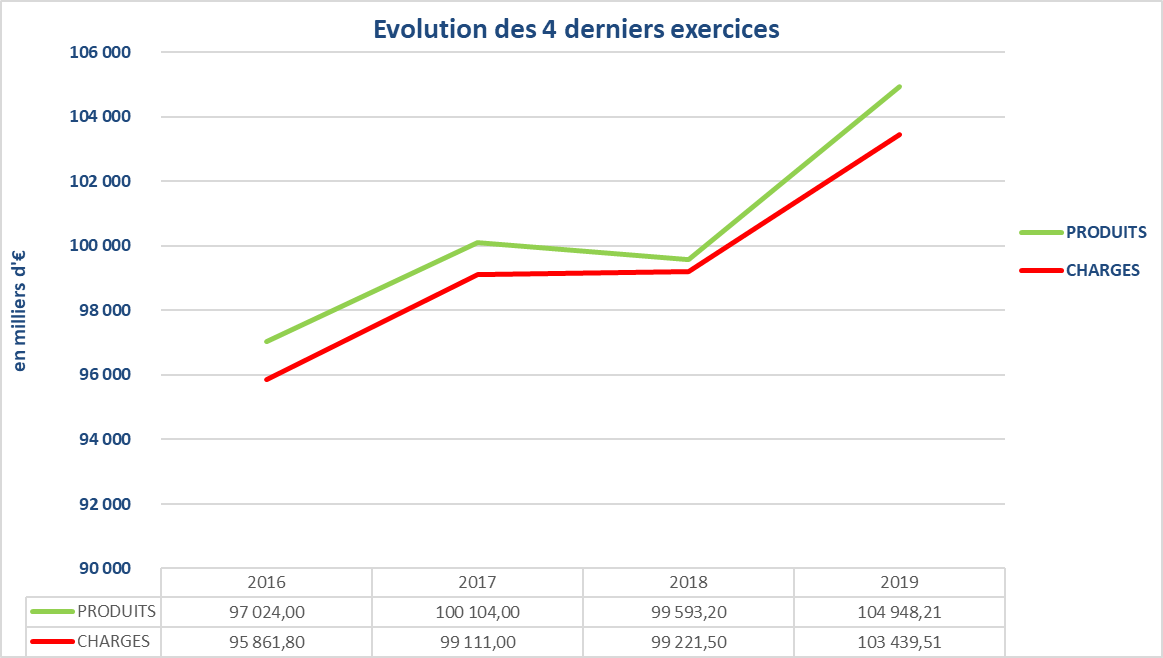 Evolution des 4 derniers exercices
106 000
104 000
102 000
100 000
98 000
96 000
94 000
92 000
90 000
en milliers d'€
PRODUITS
CHARGES
2016 2017 2018 2019
PRODUITS 97 024,00 100 104,00 99 593,20 104 948,21
CHARGES 95 861,80 99 111,00 99 221,50 103 439,51